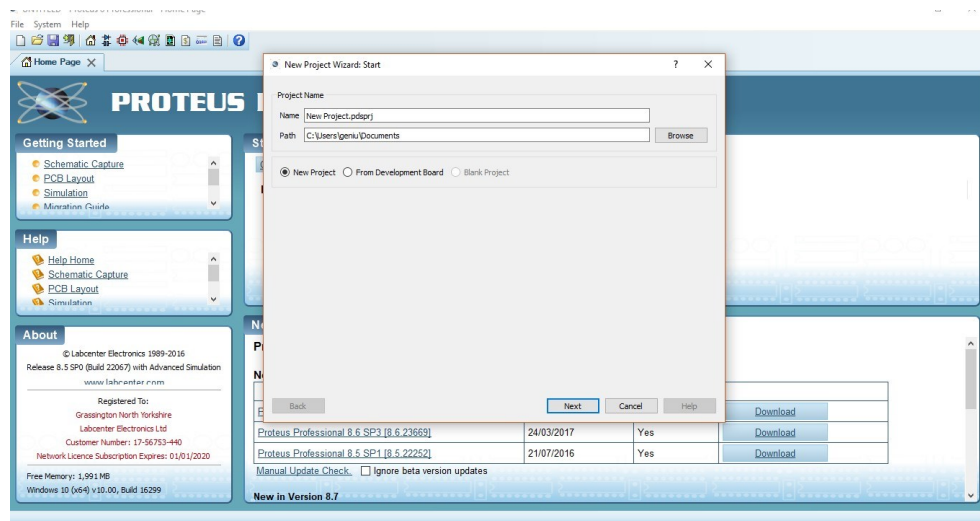 File System Help
Home Page
PROTEUS
Getting Started
Schematic Capture
PCB Layout
Simulation
Migration Guide
Help
Help Home
Schematic Capture
PCB Layout
Simulation
About
© Labcenter Electronics 1989-2016
Release 8.5 SP0 (Build 22067) with Advanced Simulation
www.labcenter.com
Registered To:
Grassington North Yorkshire
Labcenter Electronics Ltd
Customer Number: 17-56753-440
Network Licence Subscription Expires: 01/01/2020
Free Memory: 1,991 MB
Windows 10 (x64) v10.00, Build 16299
New Project Wizard: Start ? X
Project Name
Name New Project.pdsprj
Path C:\Users\geniu\Documents Browse
New Project From Development Board Blank Project
Back Next Cancel Help
Download
Proteus Professional 8.6 SP3 [8.6.23669] 24/03/2017 Yes Download
Proteus Professional 8.5 SP1 [8.5.22252] 21/07/2016 Yes Download
Manual Update Check. Ignore beta version updates
New in Version 8.7